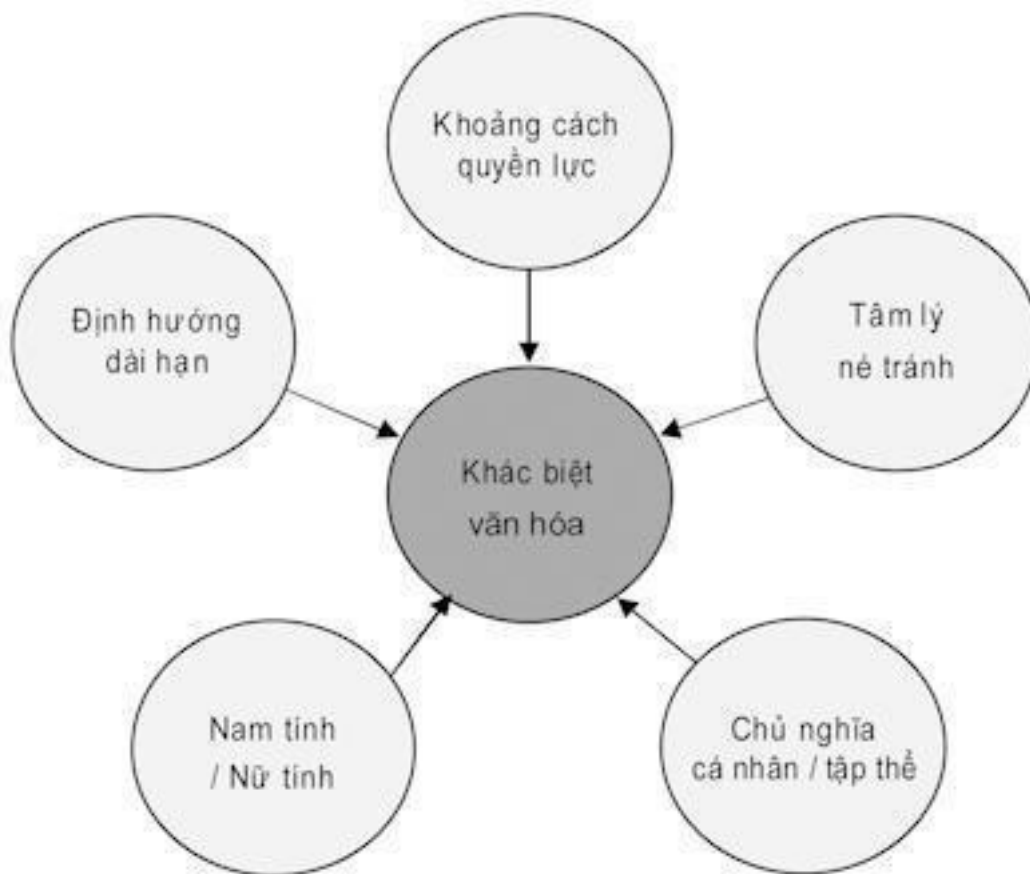 Khoảng cách
quyền lực
Định hướng
dài hạn
Tâm lý
né tránh
Khác biệt
văn hóa
Nam tính
/ Nữ tính
Chủ nghĩa
cá nhân / tập thể